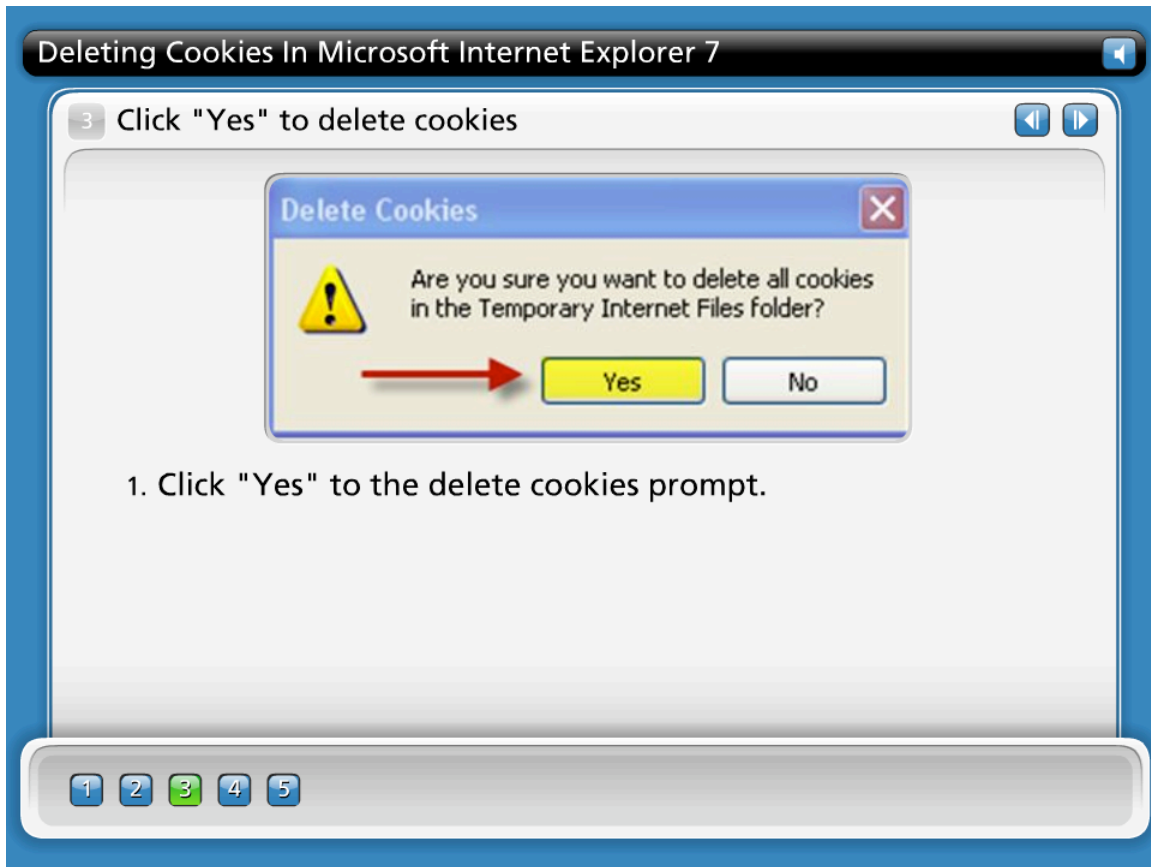 Deleting Cookies In Microsoft Internet Explorer 7
3 Click "Yes" to delete cookies
Delete Cookies
Are you sure you want to delete all cookies
in the Temporary Internet Files folder?
Yes No
1. Click "Yes" to the delete cookies prompt.
1 2 3 4 5